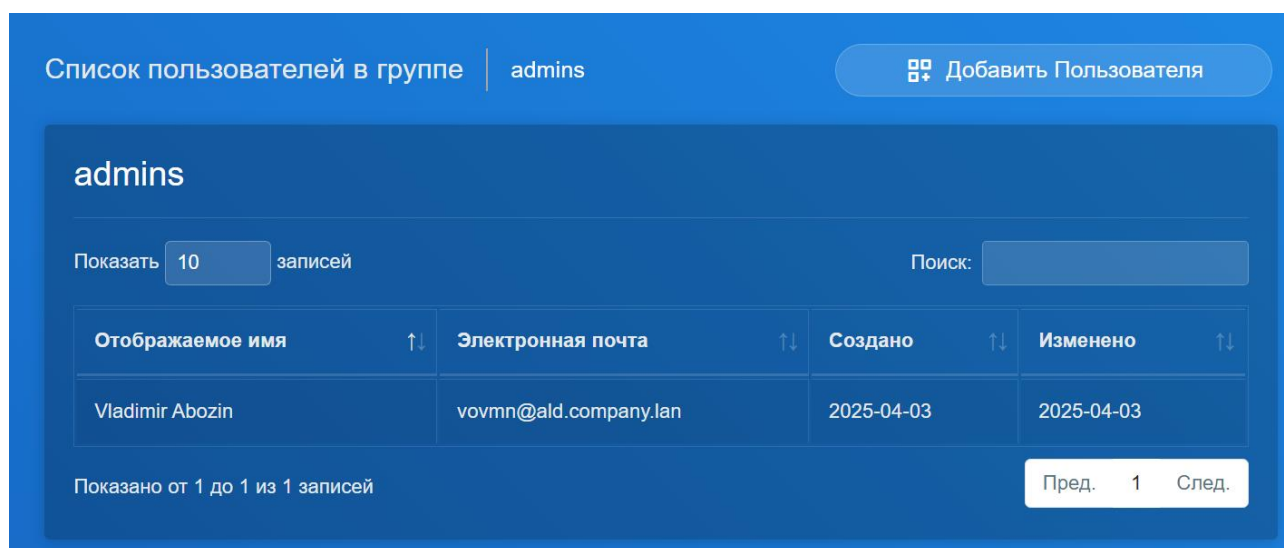 Список пользователей в группе admins Добавить Пользователя
admins
Показать 10 записей Поиск:
Отображаемое имя Электронная почта Создано Изменено
Vladimir Abozin vovmn@ald.company.lan 2025-04-03 2025-04-03
Показано от 1 до 1 из 1 записей Пред. 1 След.